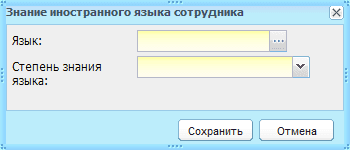 Знание иностранного языка сотрудника
Язык:
Степень знания
языка:
Сохранить
Отмена